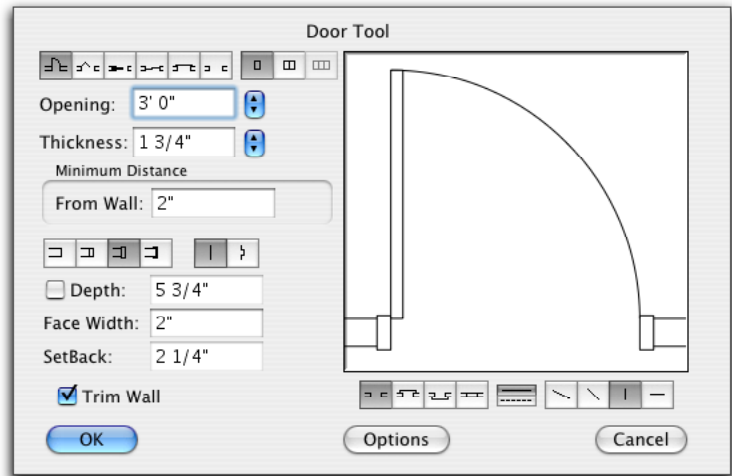 Door Tool
Opening: 3' 0"
Thickness: 1 3/4"
Minimum Distance
From Wall: 2"
Depth: 5 3/4"
Face Width: 2"
SetBack: 2 1/4"
Trim Wall
OK
Options
Cancel